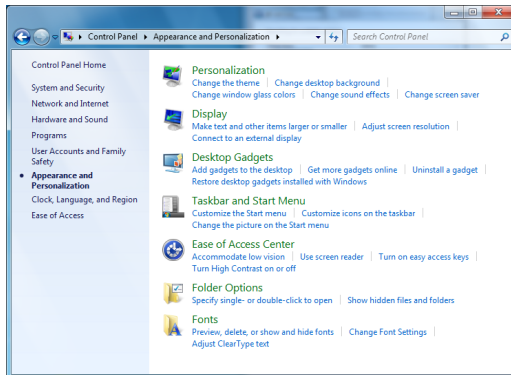 Control Panel ▸ Appearance and Personalization ▸
Search Control Panel
Control Panel Home
System and Security
Network and Internet
Hardware and Sound
Programs
User Accounts and Family
Safety
Appearance and
Personalization
Clock, Language, and Region
Ease of Access
Personalization
Change the theme | Change desktop background |
Change window glass colors | Change sound effects | Change screen saver
Display
Make text and other items larger or smaller | Adjust screen resolution |
Connect to an external display
Desktop Gadgets
Add gadgets to the desktop | Get more gadgets online | Uninstall a gadget |
Restore desktop gadgets installed with Windows
Taskbar and Start Menu
Customize the Start menu | Customize icons on the taskbar |
Change the picture on the Start menu
Ease of Access Center
Accommodate low vision | Use screen reader | Turn on easy access keys |
Turn High Contrast on or off
Folder Options
Specify single- or double-click to open | Show hidden files and folders
Fonts
Preview, delete, or show and hide fonts | Change Font Settings |
Adjust ClearType text